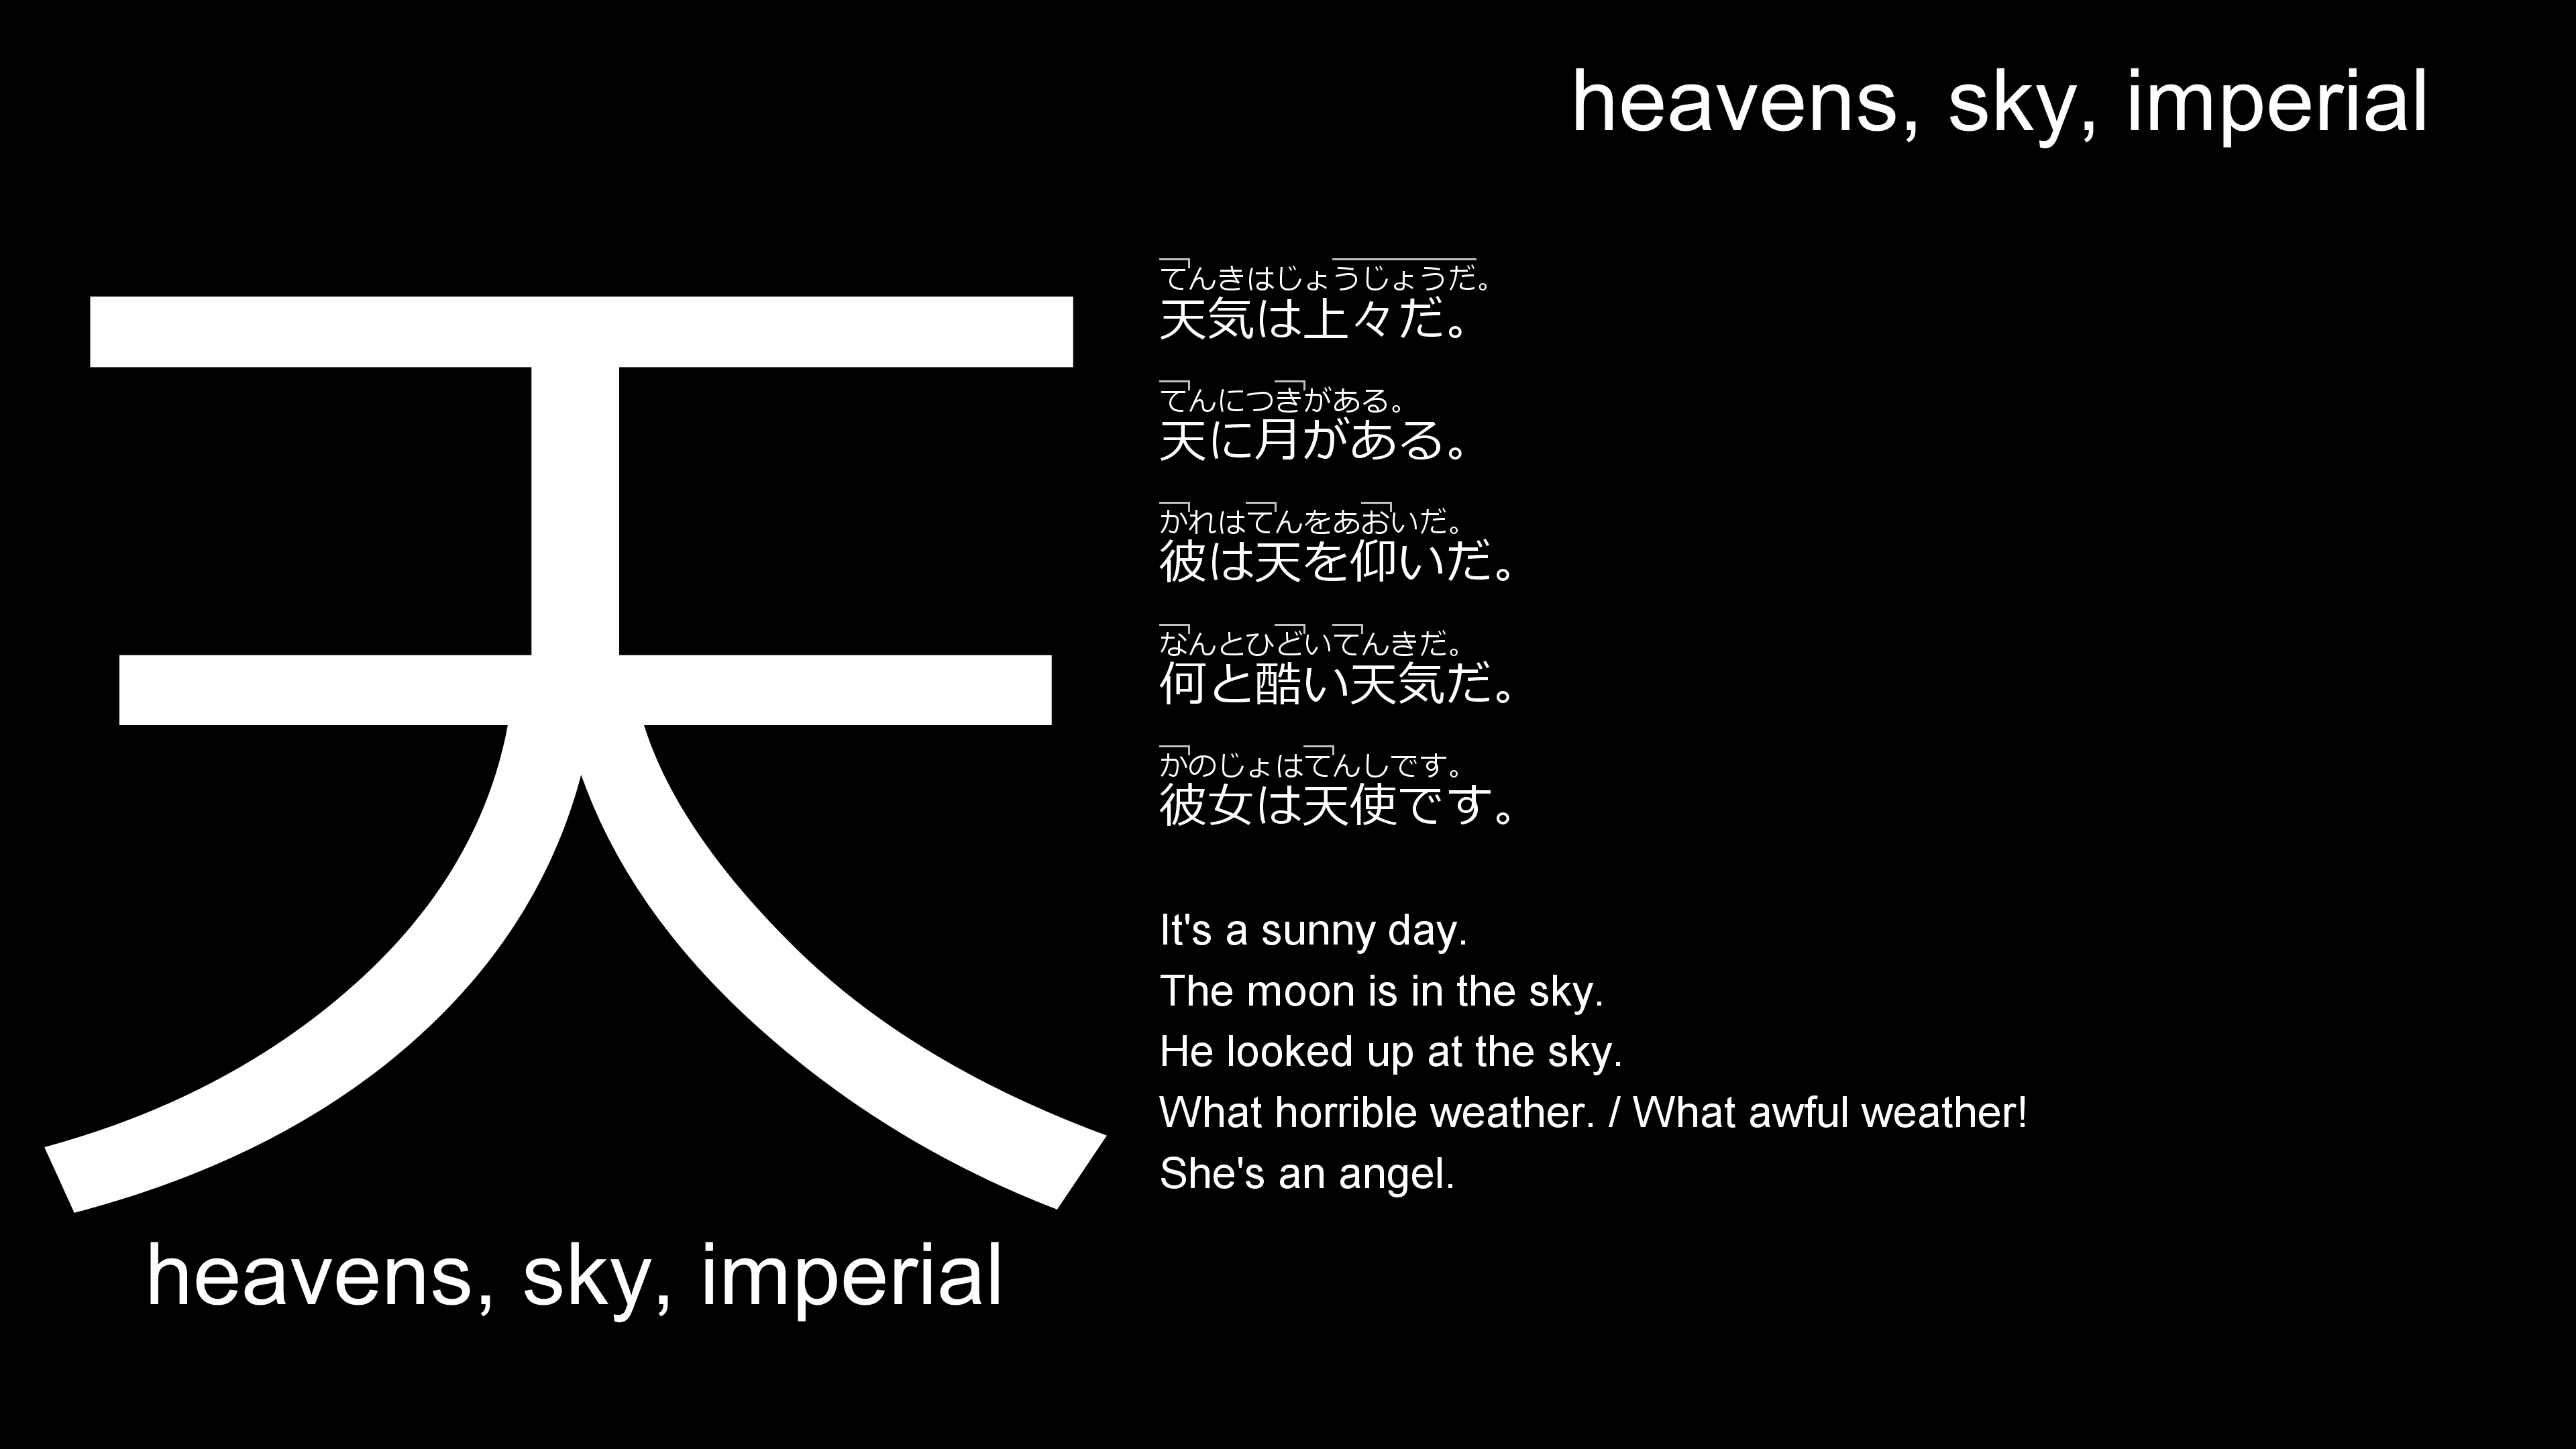 heavens, sky, imperial
天
heavens, sky, imperial
てんきはじょうじょうだ。
天気は上々だ。
てんにつきがある。
天に月がある。
かれはてんをあおいだ。
彼は天を仰いだ。
なんとひどいてんきだ。
何と酷い天気だ。
かのじょはてんしです。
彼女は天使です。
It's a sunny day.
The moon is in the sky.
He looked up at the sky.
What horrible weather. / What awful weather!
She's an angel.